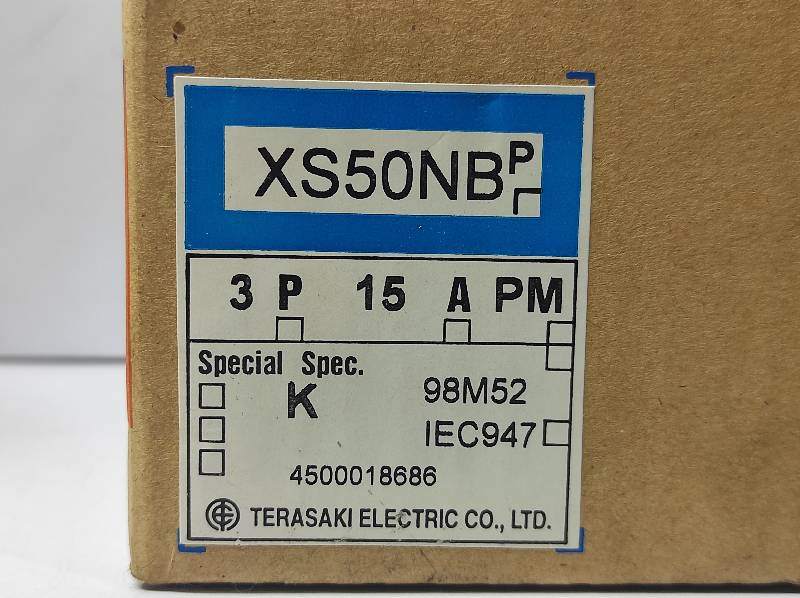 XS50NB P
3 P 15 A PM
Special Spec.
K 98M52
IEC947
4500018686
TERASAKI ELECTRIC CO., LTD.